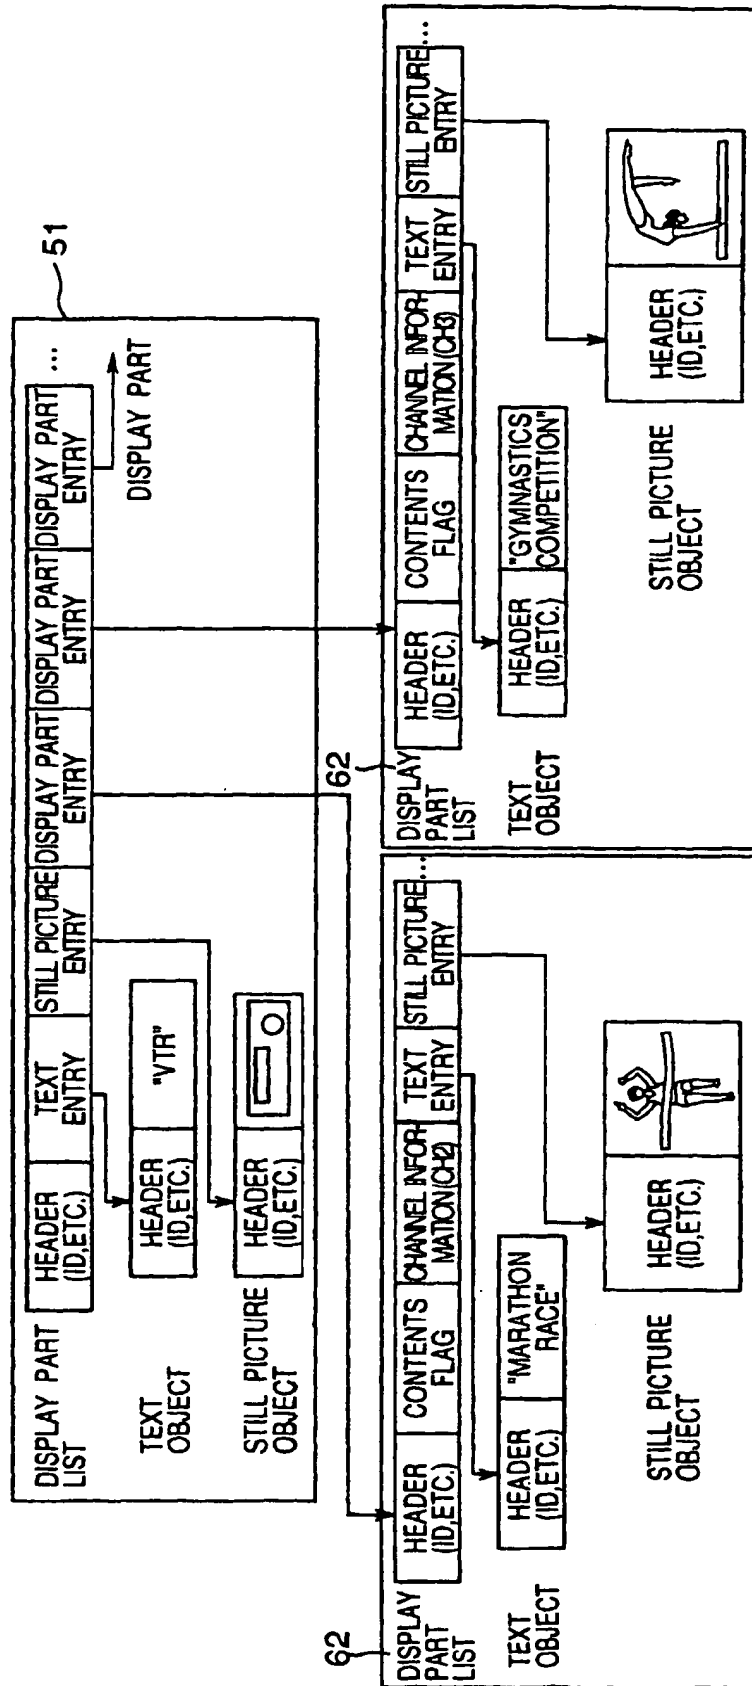 51
DISPLAY PART
LIST
HEADER
(ID,ETC.)
TEXT
ENTRY
STILL PICTURE
ENTRY
DISPLAY PART
ENTRY
DISPLAY PART
ENTRY
DISPLAY PART
ENTRY
...
DISPLAY PART
TEXT
OBJECT
HEADER
(ID,ETC.)
"VTR"
STILL PICTURE
OBJECT
HEADER
(ID,ETC.)
62
DISPLAY
PART
LIST
HEADER
(ID,ETC.)
CONTENTS
FLAG
CHANNEL INFOR-
MATION(CH2)
TEXT
ENTRY
STILL PICTURE
ENTRY
...
TEXT
OBJECT
HEADER
(ID,ETC.)
"MARATHON
RACE"
STILL PICTURE
OBJECT
HEADER
(ID,ETC.)
62
DISPLAY
PART
LIST
HEADER
(ID,ETC.)
CONTENTS
FLAG
CHANNEL INFOR-
MATION(CH3)
TEXT
ENTRY
STILL PICTURE
ENTRY
...
TEXT
OBJECT
HEADER
(ID,ETC.)
"GYMNASTICS
COMPETITION"
STILL PICTURE
OBJECT
HEADER
(ID,ETC.)